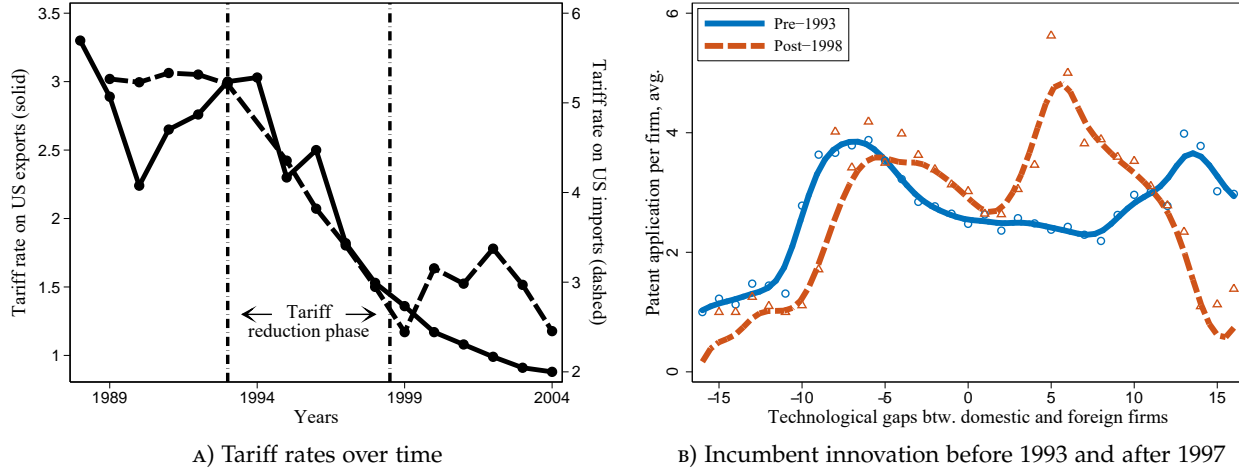 3.5
3
2.5
2
1.5
1
Tariff rate on US exports (solid)
6
5
4
3
2
Tariff rate on US imports (dashed)
Tariff
reduction phase
1989
1994
1999
2004
Years
A) Tariff rates over time
Pre−1993
Post−1998
6
4
2
0
Patent application per firm, avg.
−15
−10
−5
0
5
10
15
Technological gaps btw. domestic and foreign firms
B) Incumbent innovation before 1993 and after 1997